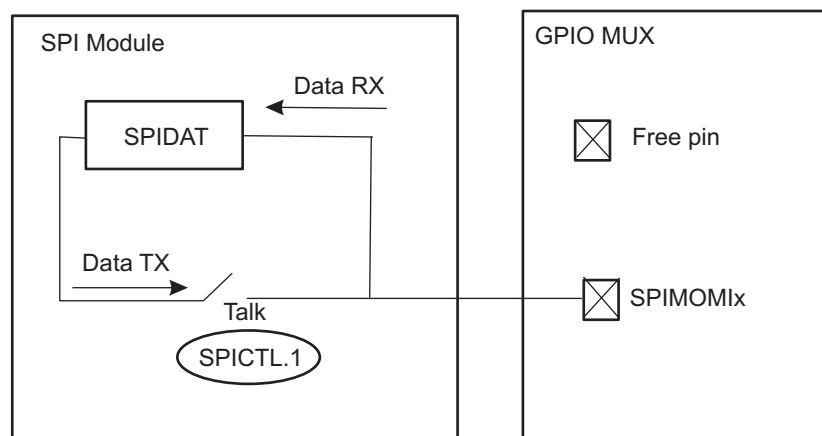 SPI Module
GPIO MUX
Data RX
SPIDAT
Free pin
Data TX
Talk
SPIMOMIx
SPICTL.1